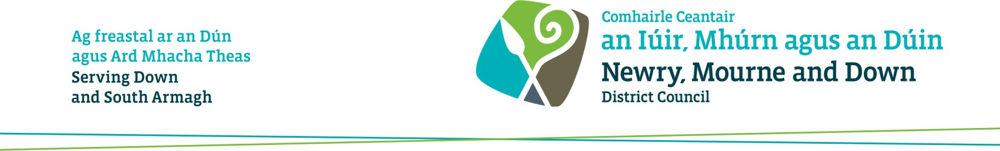 Ag freastal ar an Dún
agus Ard Mhacha Theas
Serving Down
and South Armagh
Comhairle Ceantair
an Iúir, Mhúrn agus an Dúin
Newry, Mourne and Down
District Council